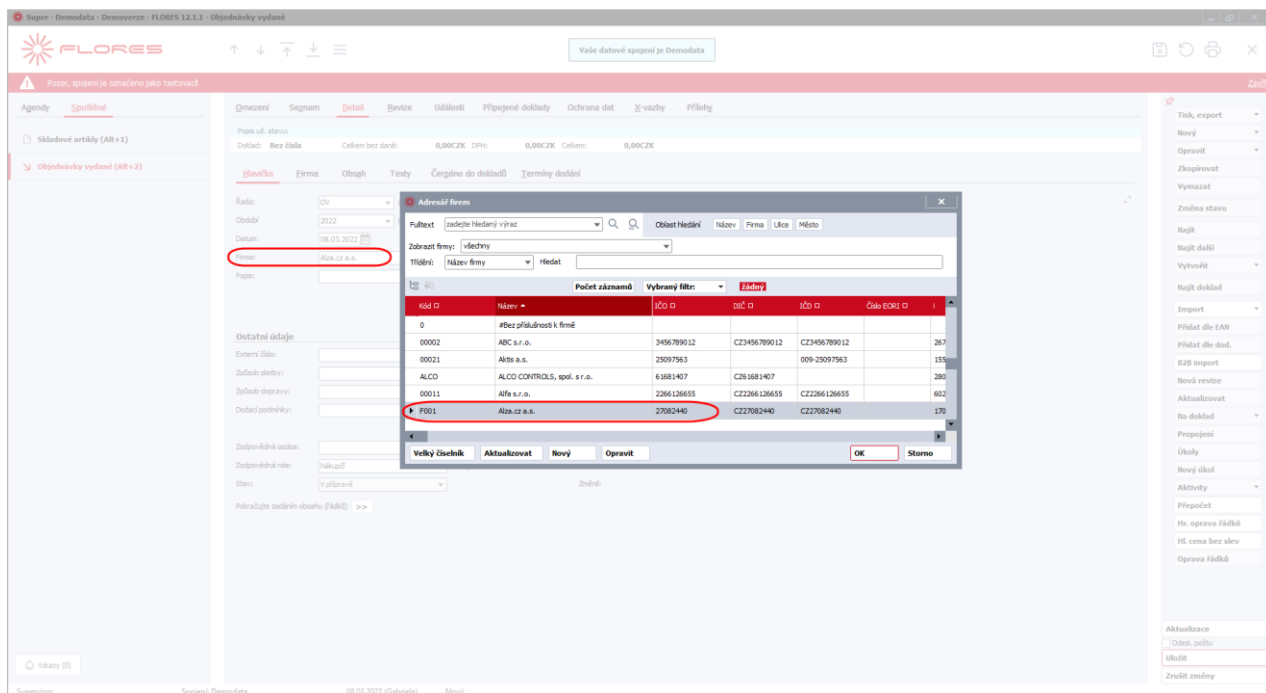 Super - Demodata - Demoverze - FLORES 12.1.1 - Objednávky vydané
FLORES
Vaše datové spojení je Demodata
Pozor, spojení je označeno jako testovací
Agendy Spuštěné
Omezení Seznam Detail Revize Události Připojené doklady Ochrana dat X-vazby Přílohy
Skladové artikly (Alt+1)
Objednávky vydané (Alt+2)
Popis už. stavu:
Doklad: Bez čísla Celkem bez daně: 0,00CZK DPH: 0,00CZK Celkem: 0,00CZK
Hlavička Firma Obsah Texty Čerpáno do dokladů Termíny dodání
Řada: OV
Období 2022
Datum: 08.03.2022
Firma: Alza.cz a.s.
Popis:
Ostatní údaje
Externí číslo:
Způsob platby:
Způsob dopravy:
Dodací podmínky:
Zodpovědná osoba:
Zodpovědná role: Nákupčí
Stav: V přípravě
Změnil:
Pokračujte zadáním obsahu (řádků) >>
Adresář firem
Fulltext zadejte hledaný výraz Oblast hledání Název Firma Ulice Město
Zobrazit firmy: všechny
Třídění: Název firmy Hledat
Počet záznamů Vybraný filtr: žádný
Kód Název IČO DIČ IČD Číslo EORI
0 #Bez příslušnosti k firmě
00002 ABC s.r.o. 3456789012 CZ3456789012 CZ3456789012 267
00021 Aktis a.s. 25097563 009-25097563 155
ALCO ALCO CONTROLS, spol. s r.o. 61681407 CZ61681407 280
00011 Alfa s.r.o. 2266126655 CZ2266126655 CZ2266126655 602
F001 Alza.cz a.s. 27082440 CZ27082440 CZ27082440 170
Velký číselník Aktualizovat Nový Opravit OK Storno
Tisk, export
Nový
Opravit
Zkopírovat
Vymazat
Změna stavu
Najít
Najít další
Vytvořit
Najít doklad
Import
Přidat dle EAN
Přidat dle dod.
B2B import
Nová revize
Aktualizovat
Na doklad
Propojení
Úkoly
Nový úkol
Aktivity
Přepočet
Hr. oprava řádků
Hl. cena bez slev
Oprava řádků
Aktualizace
Odesl. poštu
Uložit
Zrušit změny
Vzkazy (0)
Supervisor Spojení: Demodata 08.03.2022 (Gabriela) Nový